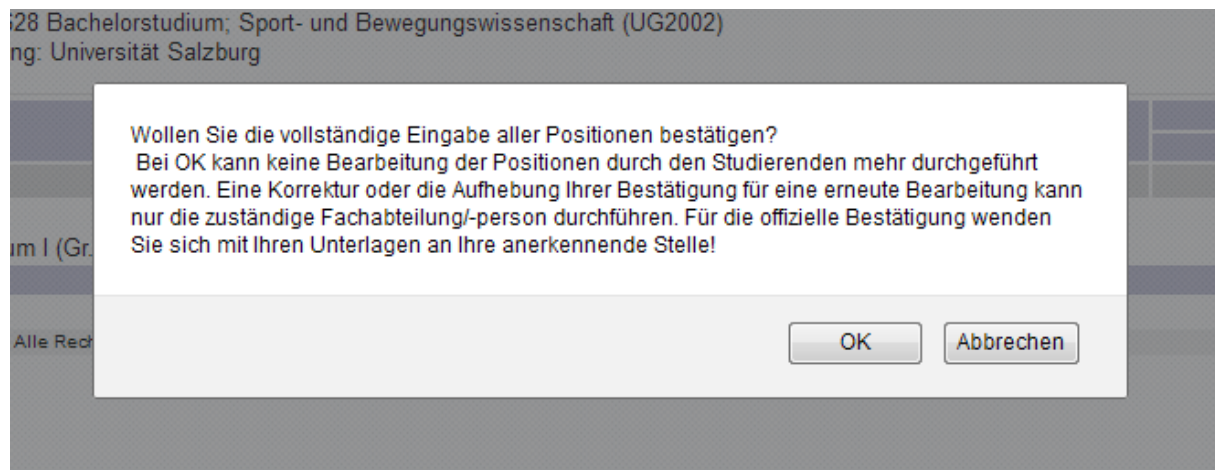 528 Bachelorstudium; Sport- und Bewegungswissenschaft (UG2002)
ng: Universität Salzburg
Wollen Sie die vollständige Eingabe aller Positionen bestätigen?
Bei OK kann keine Bearbeitung der Positionen durch den Studierenden mehr durchgeführt
werden. Eine Korrektur oder die Aufhebung Ihrer Bestätigung für eine erneute Bearbeitung kann
nur die zuständige Fachabteilung/-person durchführen. Für die offizielle Bestätigung wenden
Sie sich mit Ihren Unterlagen an Ihre anerkennende Stelle!
um I (Gr.
OK
Abbrechen
Alle Rech